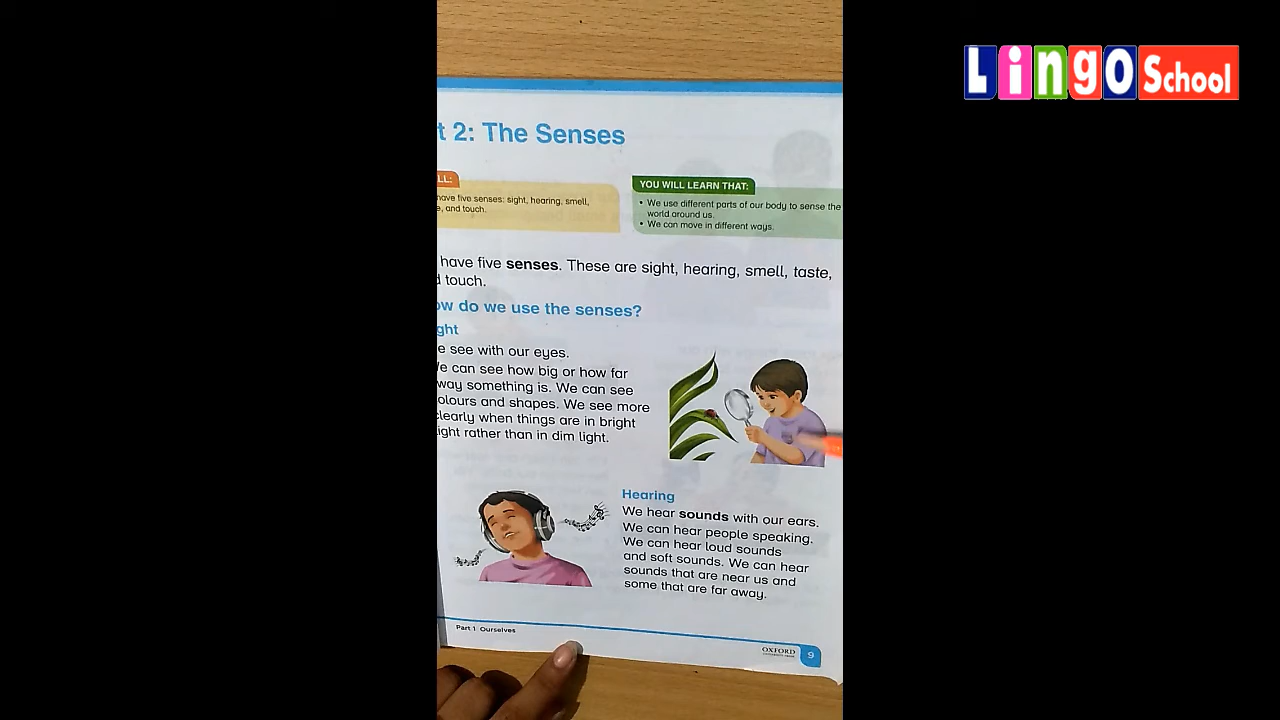 Lingo School
t 2: The Senses
LL:
have five senses: sight, hearing, smell,
e, and touch.
YOU WILL LEARN THAT:
• We use different parts of our body to sense the
world around us.
• We can move in different ways.
have five senses. These are sight, hearing, smell, taste,
d touch.
ow do we use the senses?
ght
e see with our eyes.
e can see how big or how far
way something is. We can see
olours and shapes. We see more
clearly when things are in bright
light rather than in dim light.
Hearing
We hear sounds with our ears.
We can hear people speaking.
We can hear loud sounds
and soft sounds. We can hear
sounds that are near us and
some that are far away.
Part 1 Ourselves
OXFORD
UNIVERSITY PRESS
9